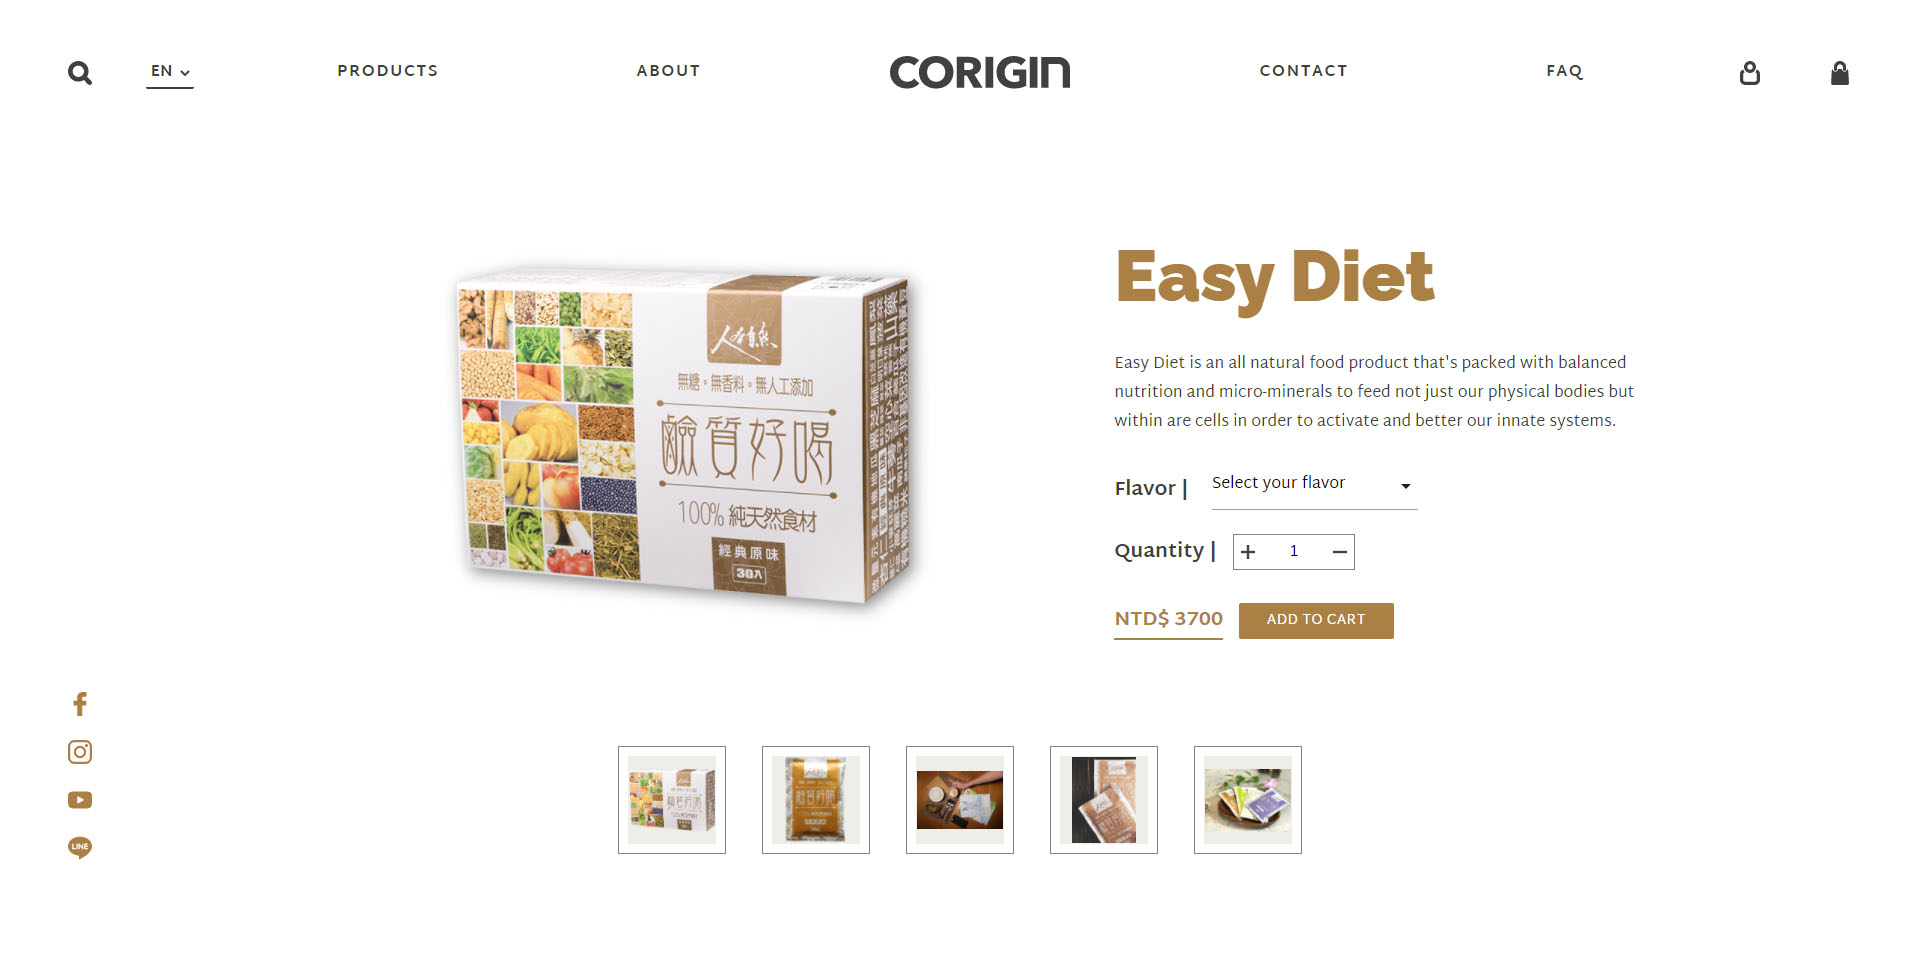 EN
PRODUCTS
ABOUT
CORIGIN
CONTACT
FAQ
Easy Diet
Easy Diet is an all natural food product that's packed with balanced
nutrition and micro-minerals to feed not just our physical bodies but
within are cells in order to activate and better our innate systems.
Flavor |
Select your flavor
Quantity |
1
NTD$ 3700
ADD TO CART
人本自然
無糖。無香料。無人工添加
鹼質好喝
100% 純天然食材
經典原味
30入
LINE